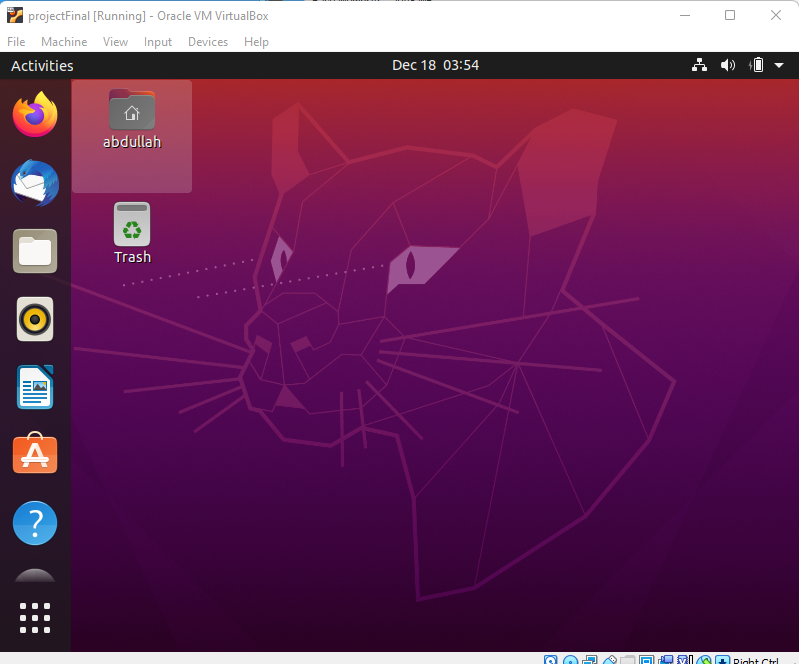 projectFinal [Running] - Oracle VM VirtualBox
File Machine View Input Devices Help
Activities
Dec 18 03:54
abdullah
Trash
Right Ctrl